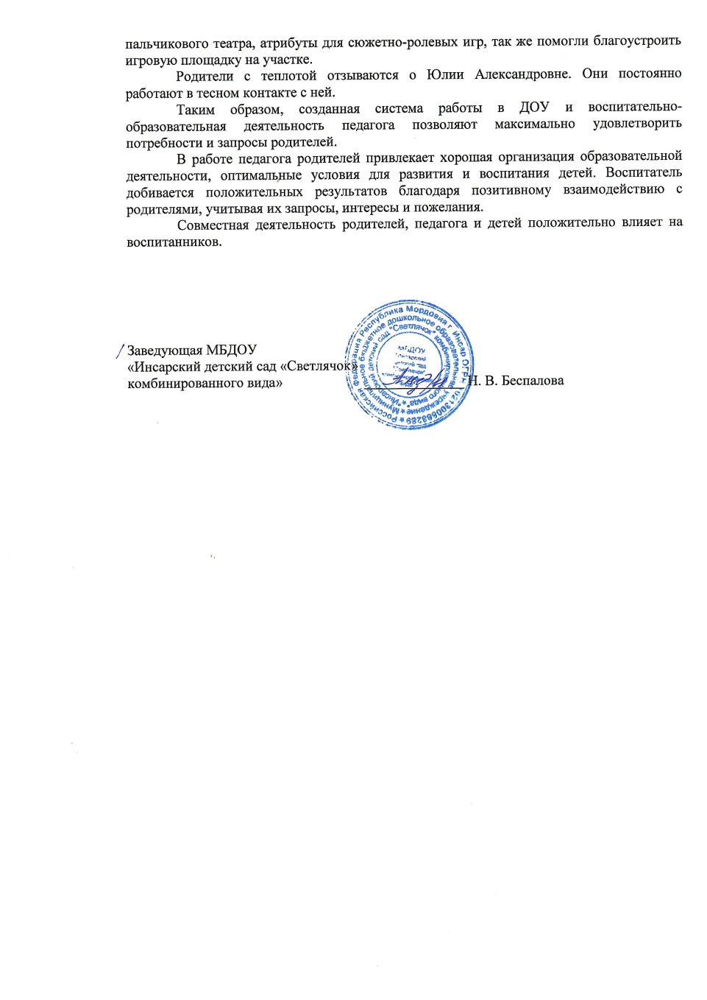 пальчикового театра, атрибуты для сюжетно-ролевых игр, так же помогли благоустроить
игровую площадку на участке.
Родители с теплотой отзываются о Юлии Александровне. Они постоянно
работают в тесном контакте с ней.
Таким образом, созданная система работы в ДОУ и воспитательно-
образовательная деятельность педагога позволяют максимально удовлетворить
потребности и запросы родителей.
В работе педагога родителей привлекает хорошая организация образовательной
деятельности, оптимальные условия для развития и воспитания детей. Воспитатель
добивается положительных результатов благодаря позитивному взаимодействию с
родителями, учитывая их запросы, интересы и пожелания.
Совместная деятельность родителей, педагога и детей положительно влияет на
воспитанников.
Заведующая МБДОУ
«Инсарский детский сад «Светлячок»
комбинированного вида» Н. В. Беспалова
Российская Федерация Республика Мордовия г. Инсар ОГРН
Муниципальное бюджетное дошкольное образовательное учреждение
"Инсарский детский сад "Светлячок" комбинированного вида"
МБДОУ